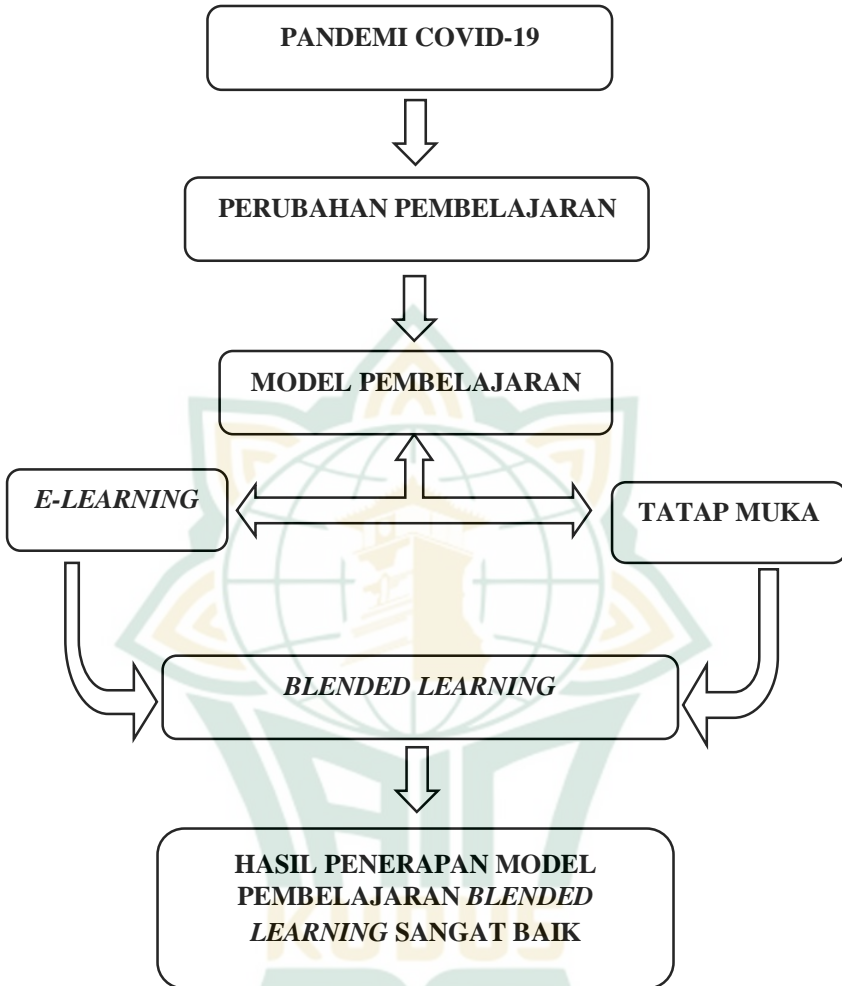 PANDEMI COVID-19
PERUBAHAN PEMBELAJARAN
MODEL PEMBELAJARAN
E-LEARNING
TATAP MUKA
BLENDED LEARNING
HASIL PENERAPAN MODEL
PEMBELAJARAN BLENDED
LEARNING SANGAT BAIK
KUDUS